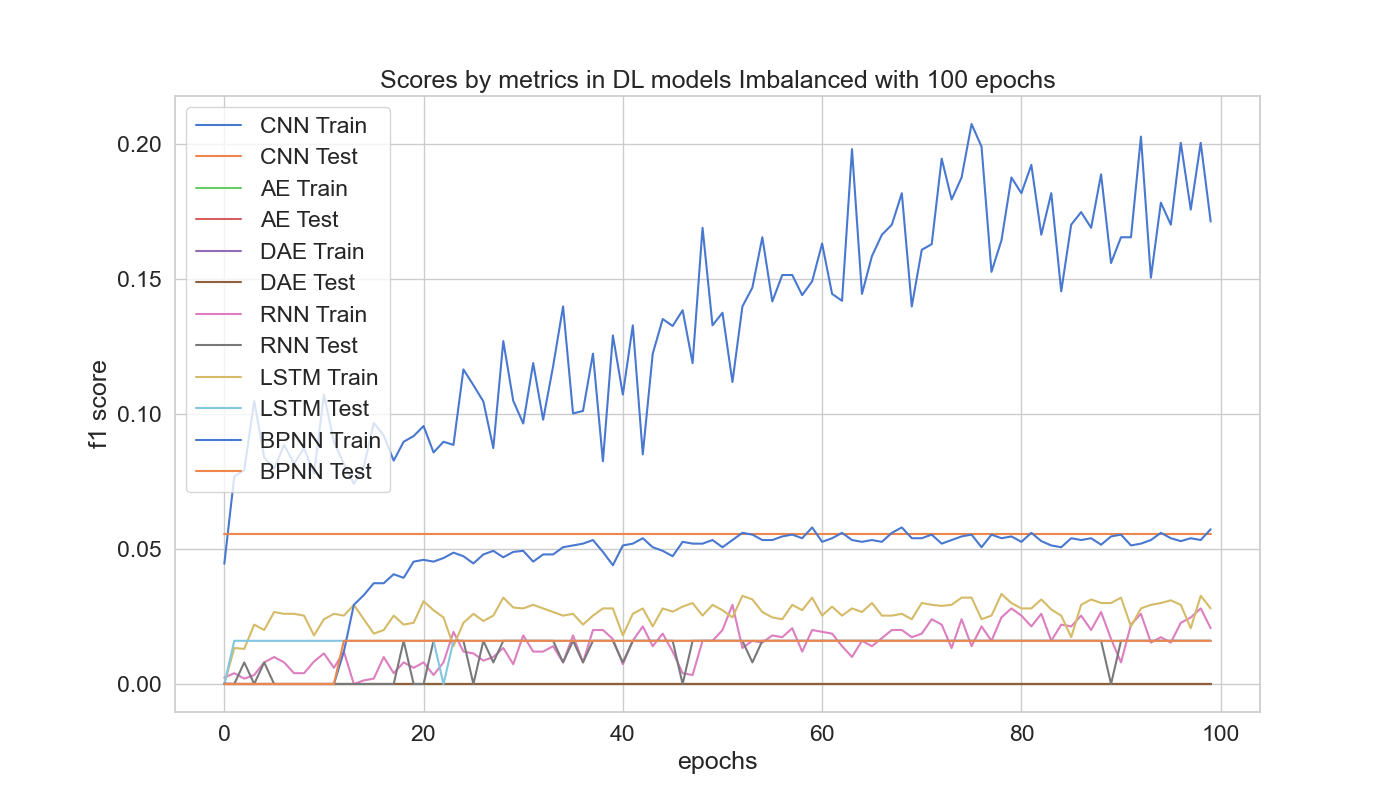 Scores by metrics in DL models Imbalanced with 100 epochs
CNN Train
CNN Test
AE Train
AE Test
DAE Train
DAE Test
RNN Train
RNN Test
LSTM Train
LSTM Test
BPNN Train
BPNN Test
f1 score
0.20
0.15
0.10
0.05
0.00
0 20 40 60 80 100
epochs